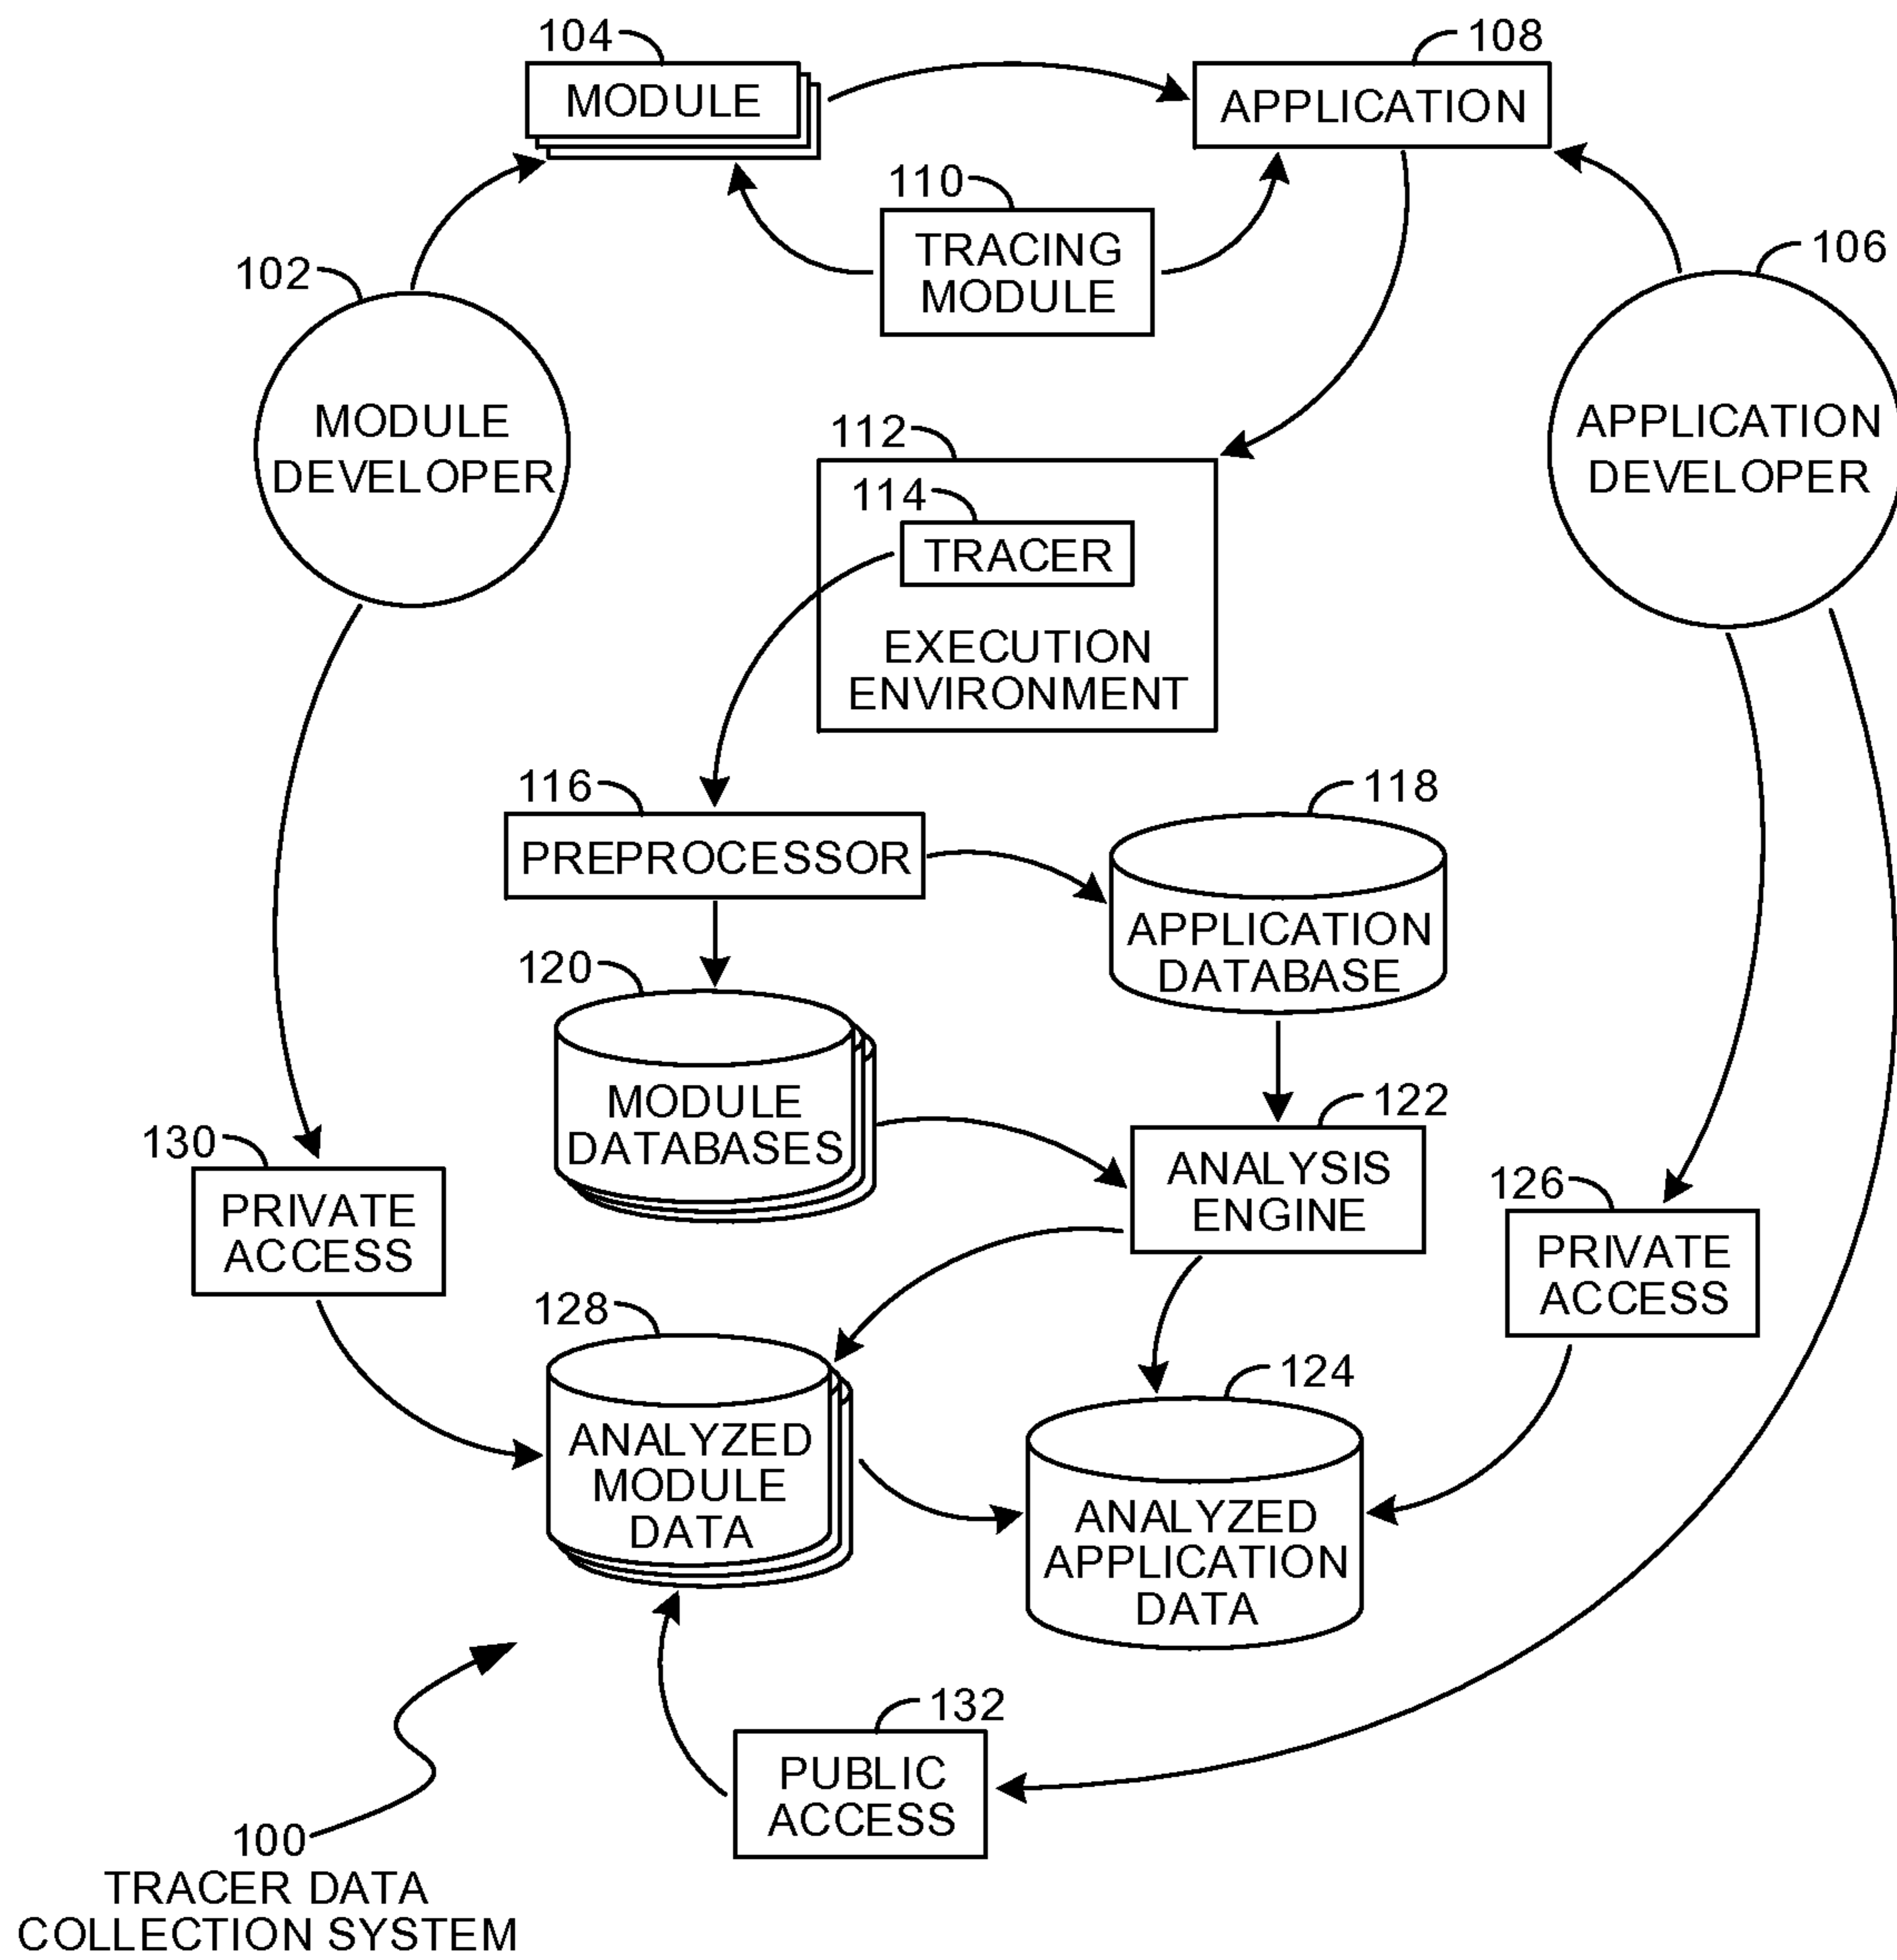 104
MODULE
108
APPLICATION
110
TRACING
MODULE
102
MODULE
DEVELOPER
106
APPLICATION
DEVELOPER
112
114
TRACER
EXECUTION
ENVIRONMENT
116
PREPROCESSOR
118
APPLICATION
DATABASE
120
MODULE
DATABASES
122
ANALYSIS
ENGINE
130
PRIVATE
ACCESS
126
PRIVATE
ACCESS
128
ANALYZED
MODULE
DATA
124
ANALYZED
APPLICATION
DATA
132
PUBLIC
ACCESS
100
TRACER DATA
COLLECTION SYSTEM